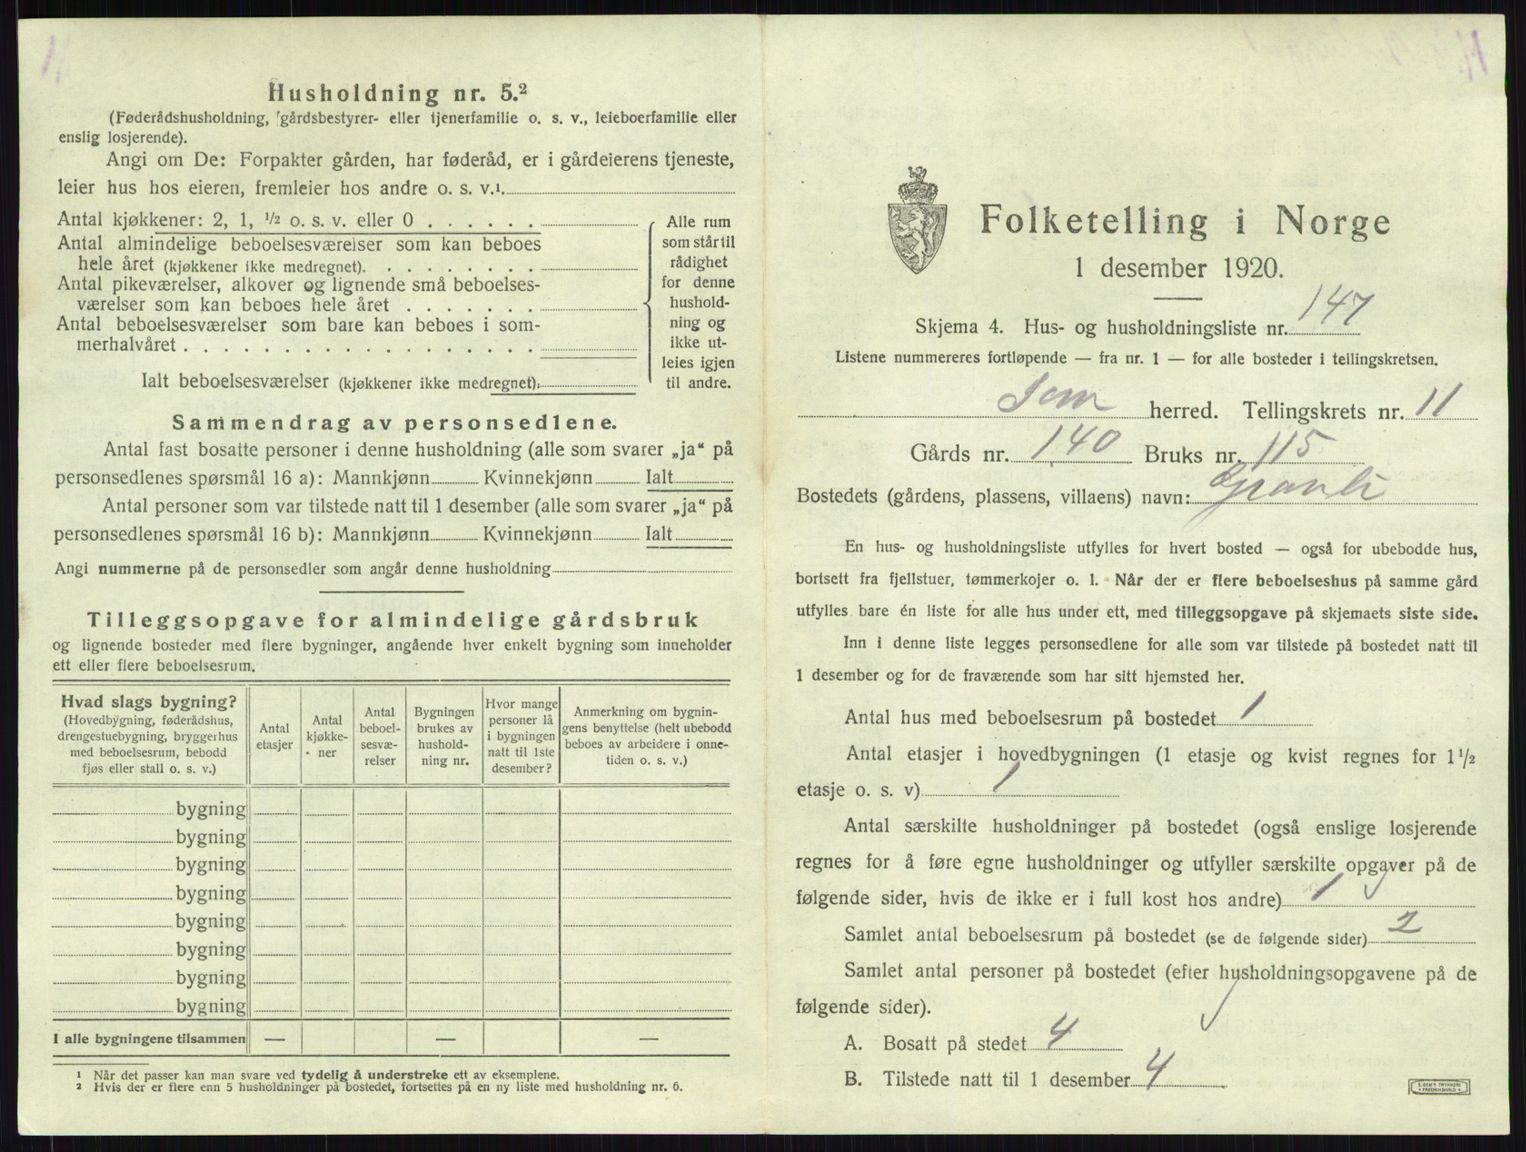 Husholdning nr. 5.²
(Føderådshusholdning, gårdsbestyrer- eller tjenerfamilie o. s. v., leieboerfamilie eller
enslig losjerende).
Angi om De: Forpakter gården, har føderåd, er i gårdeierens tjeneste,
leier hus hos eieren, fremleier hos andre o. s. v.¹
Antal kjøkkener: 2, 1, ½ o. s. v. eller 0
Antal almindelige beboelsesværelser som kan beboes
hele året (kjøkkener ikke medregnet)
Antal pikeværelser, alkover og lignende små beboelses-
værelser som kan beboes hele året
Antal beboelsesværelser som bare kan beboes i som-
merhalvåret
Ialt beboelsesværelser (kjøkkener ikke medregnet)
Alle rum
som står til
rådighet
for denne
hushold-
ning og
ikke ut-
leies igjen
til andre.
Sammendrag av personsedlene.
Antal fast bosatte personer i denne husholdning (alle som svarer „ja“ på
personsedlenes spørsmål 16 a): Mannkjønn Kvinnekjønn Ialt
Antal personer som var tilstede natt til 1 desember (alle som svarer „ja“ på
personsedlenes spørsmål 16 b): Mannkjønn Kvinnekjønn Ialt
Angi nummerne på de personsedler som angår denne husholdning
Tilleggsopgave for almindelige gårdsbruk
og lignende bosteder med flere bygninger, angående hver enkelt bygning som inneholder
ett eller flere beboelsesrum.
Hvad slags bygning?
(Hovedbygning, føderådshus,
drengestuebygning, bryggerhus
med beboelsesrum, bebodd
fjøs eller stall o. s. v.)
Antal
etasjer
Antal
kjøkke-
ner
Antal
beboel-
sesvæ-
relser
Bygningen
brukes av
hushold-
ning nr.
Hvor mange
personer lå
i bygningen
natt til 1ste
desember?
Anmerkning om bygnin-
gens benyttelse (helt ubebodd
beboes av arbeidere i onne-
tiden o. s. v.)
bygning
bygning
bygning
bygning
bygning
bygning
bygning
bygning
I alle bygningene tilsammen — — —
¹ Når det passer kan man svare ved tydelig å understreke ett av eksemplene.
² Hvis der er flere enn 5 husholdninger på bostedet, fortsettes på en ny liste med husholdning nr. 6.
Folketelling i Norge
1 desember 1920.
Skjema 4. Hus- og husholdningsliste nr. 147
Listene nummereres fortløpende — fra nr. 1 — for alle bosteder i tellingskretsen.
Sem herred. Tellingskrets nr. 11
Gårds nr. 140 Bruks nr. 115
Bostedets (gårdens, plassens, villaens) navn: Granli
En hus- og husholdningsliste utfylles for hvert bosted — også for ubebodde hus,
bortsett fra fjellstuer, tømmerkojer o. l. Når der er flere beboelseshus på samme gård
utfylles bare én liste for alle hus under ett, med tilleggsopgave på skjemaets siste side.
Inn i denne liste legges personsedlene for alle som var tilstede på bostedet natt til
1 desember og for de fraværende som har sitt hjemsted her.
Antal hus med beboelsesrum på bostedet 1
Antal etasjer i hovedbygningen (1 etasje og kvist regnes for 1½
etasje o. s. v) 1
Antal særskilte husholdninger på bostedet (også enslige losjerende
regnes for å føre egne husholdninger og utfyller særskilte opgaver på de
følgende sider, hvis de ikke er i full kost hos andre) 1
Samlet antal beboelsesrum på bostedet (se de følgende sider) 2
Samlet antal personer på bostedet (efter husholdningsopgavene på de
følgende sider).
A. Bosatt på stedet 4
B. Tilstede natt til 1 desember 4